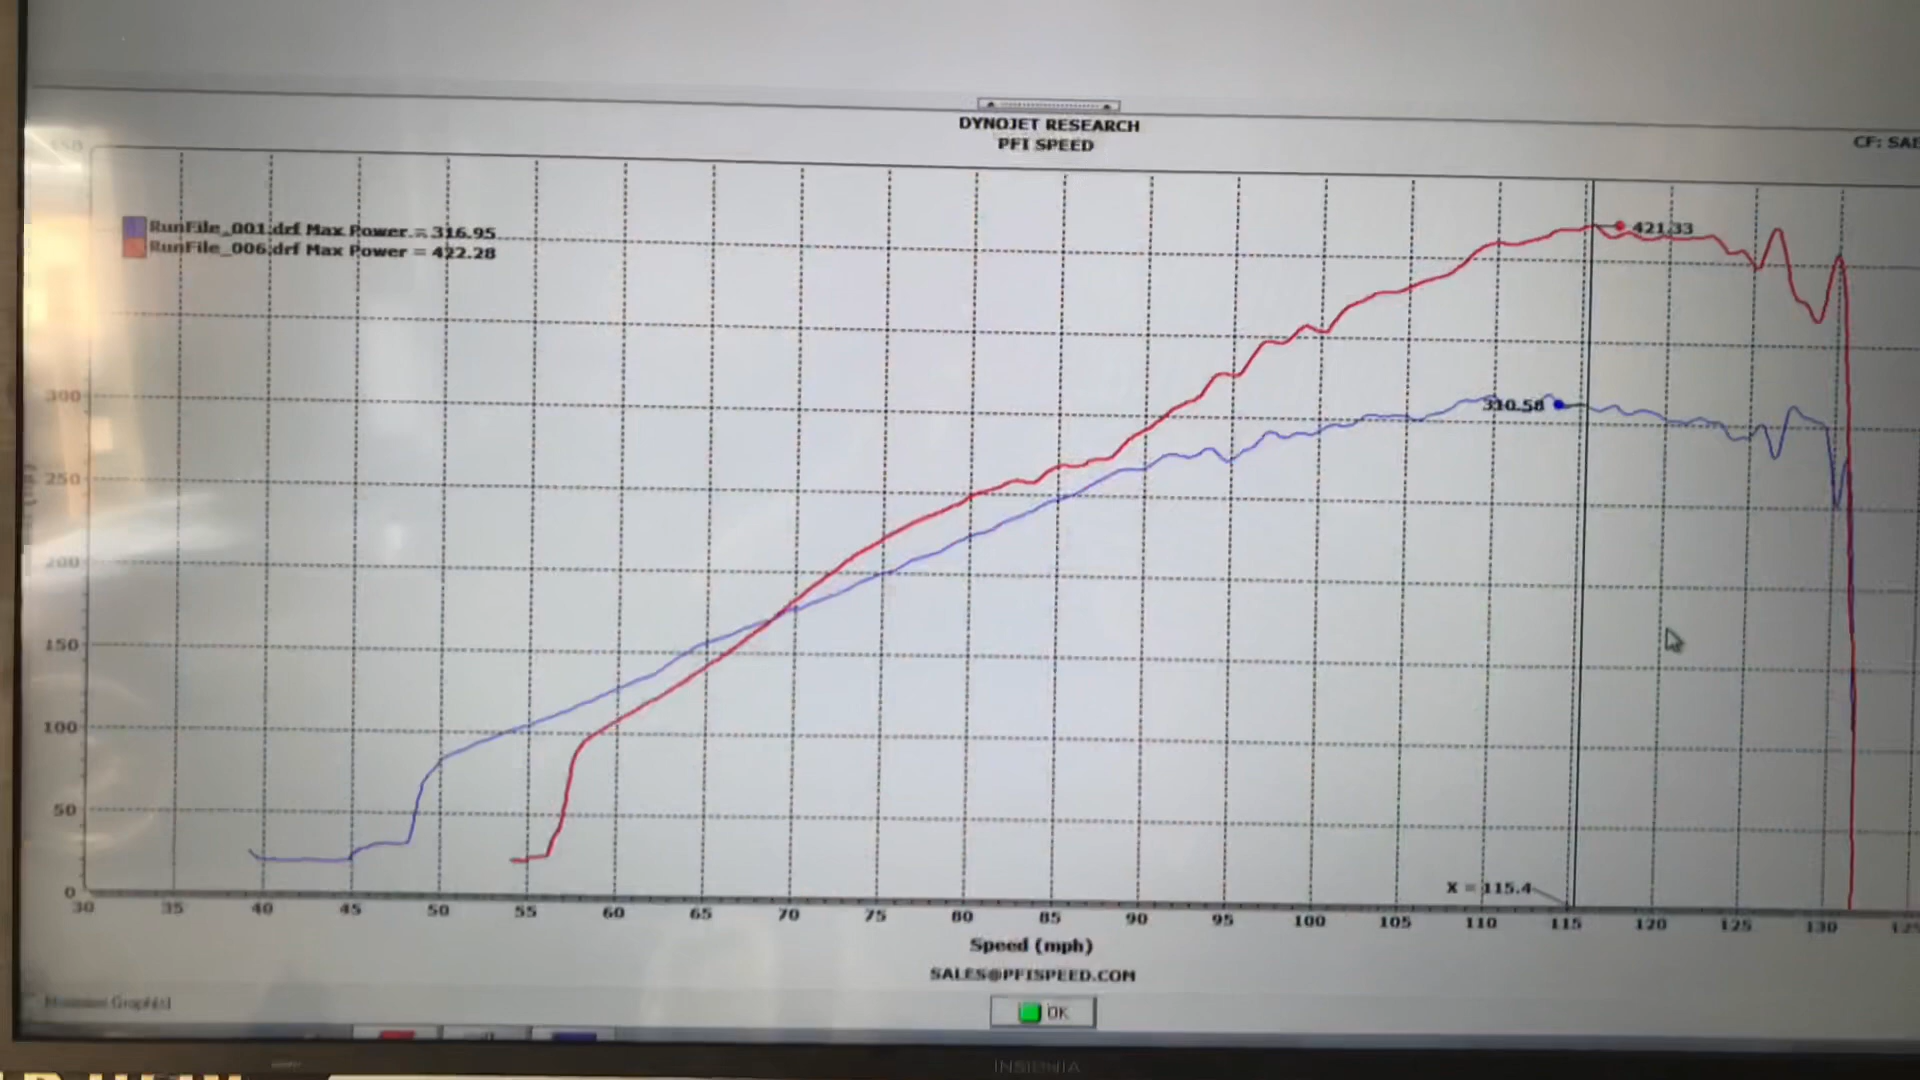 DYNOJET RESEARCH
PFI SPEED
CF: SAE
RunFile_001.drf Max Power = 316.95
RunFile_006.drf Max Power = 422.28
421.33
310.58
300
250
200
150
100
50
0
X = 115.4
30 35 40 45 50 55 60 65 70 75 80 85 90 95 100 105 110 115 120 125 130
Speed (mph)
SALES@PFISPEED.COM
OK
INSIGNIA